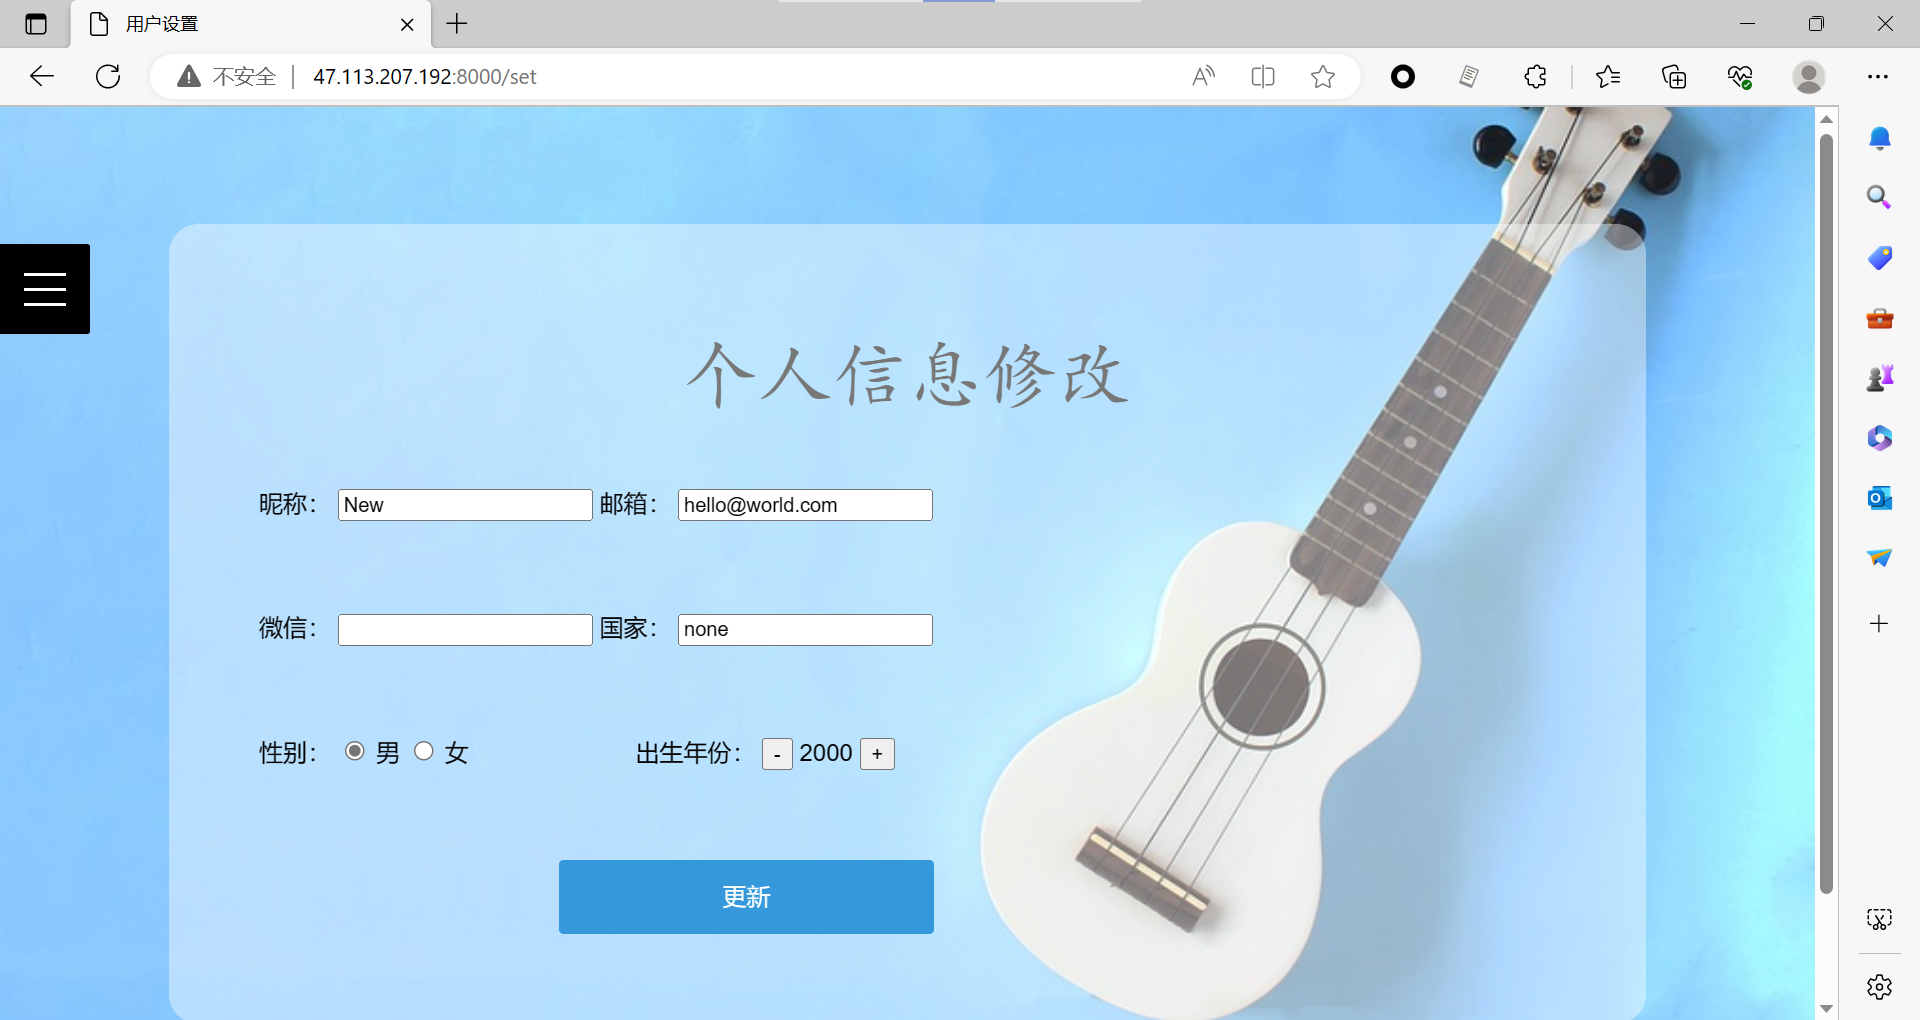 用户设置
不安全 47.113.207.192:8000/set
个人信息修改
昵称： New 邮箱： hello@world.com
微信： 国家： none
性别： 男 女 出生年份： - 2000 +
更新